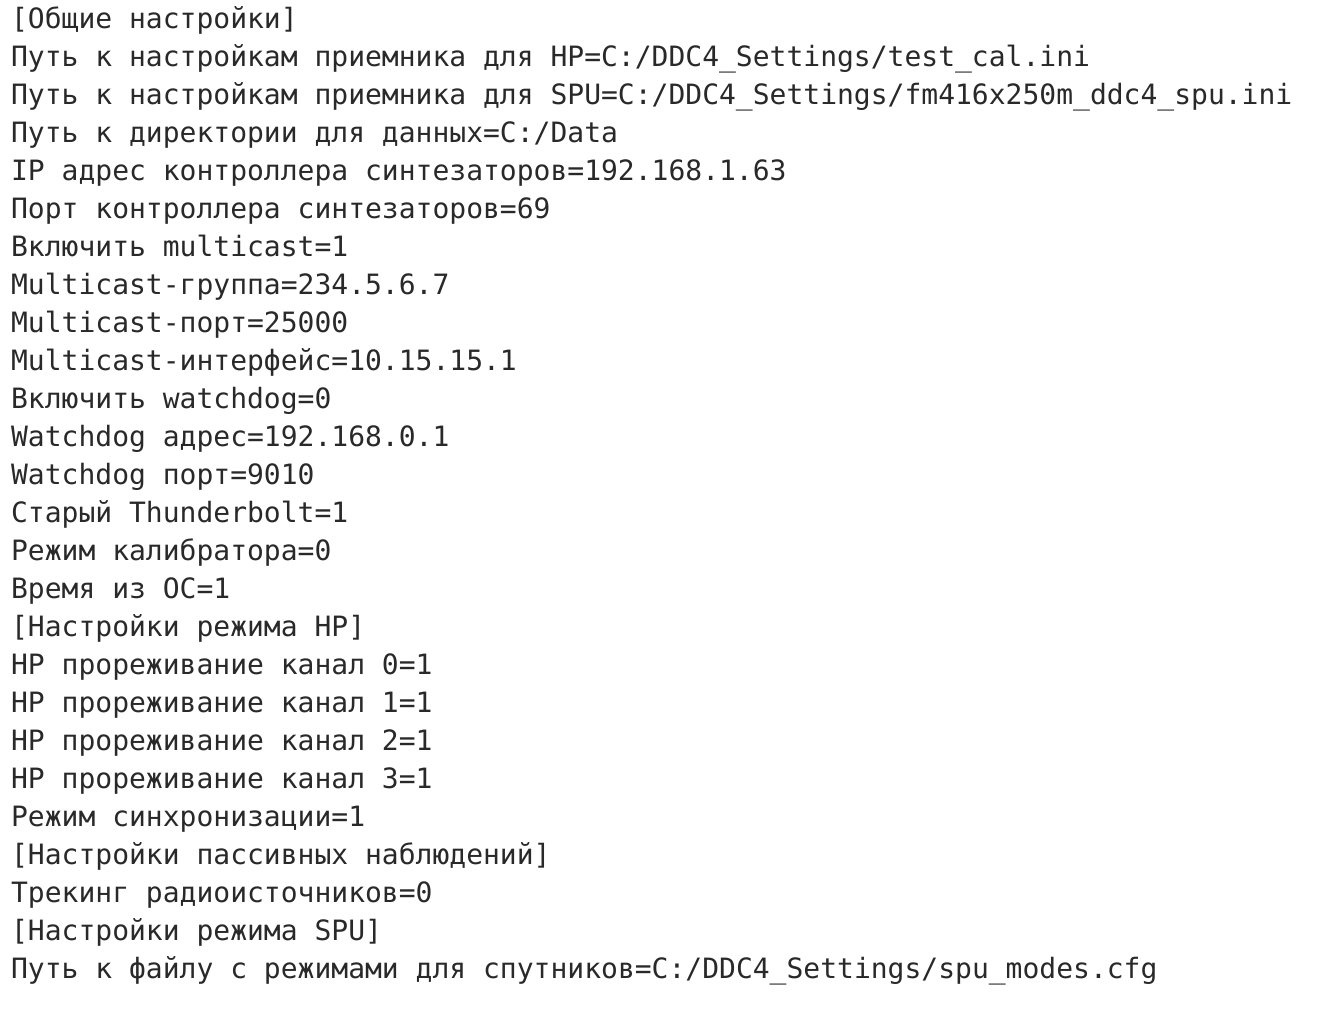 [Общие настройки]
Путь к настройкам приемника для HP=C:/DDC4_Settings/test_cal.ini
Путь к настройкам приемника для SPU=C:/DDC4_Settings/fm416x250m_ddc4_spu.ini
Путь к директории для данных=C:/Data
IP адрес контроллера синтезаторов=192.168.1.63
Порт контроллера синтезаторов=69
Включить multicast=1
Multicast-группа=234.5.6.7
Multicast-порт=25000
Multicast-интерфейс=10.15.15.1
Включить watchdog=0
Watchdog адрес=192.168.0.1
Watchdog порт=9010
Старый Thunderbolt=1
Режим калибратора=0
Время из ОС=1
[Настройки режима НР]
НР прореживание канал 0=1
НР прореживание канал 1=1
НР прореживание канал 2=1
НР прореживание канал 3=1
Режим синхронизации=1
[Настройки пассивных наблюдений]
Трекинг радиоисточников=0
[Настройки режима SPU]
Путь к файлу с режимами для спутников=C:/DDC4_Settings/spu_modes.cfg